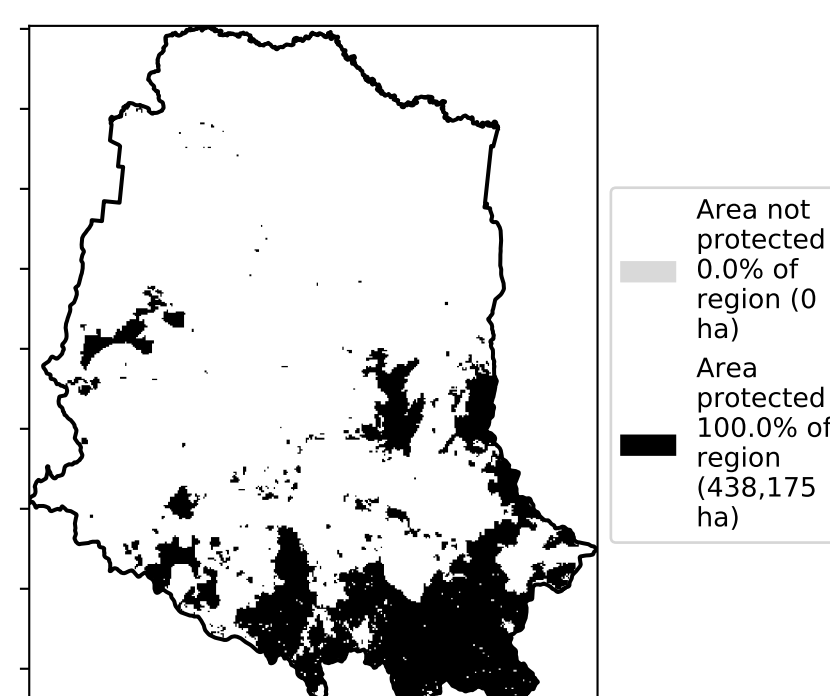 Area not
protected
0.0% of
region (0
ha)
Area
protected
100.0% of
region
(438,175
ha)